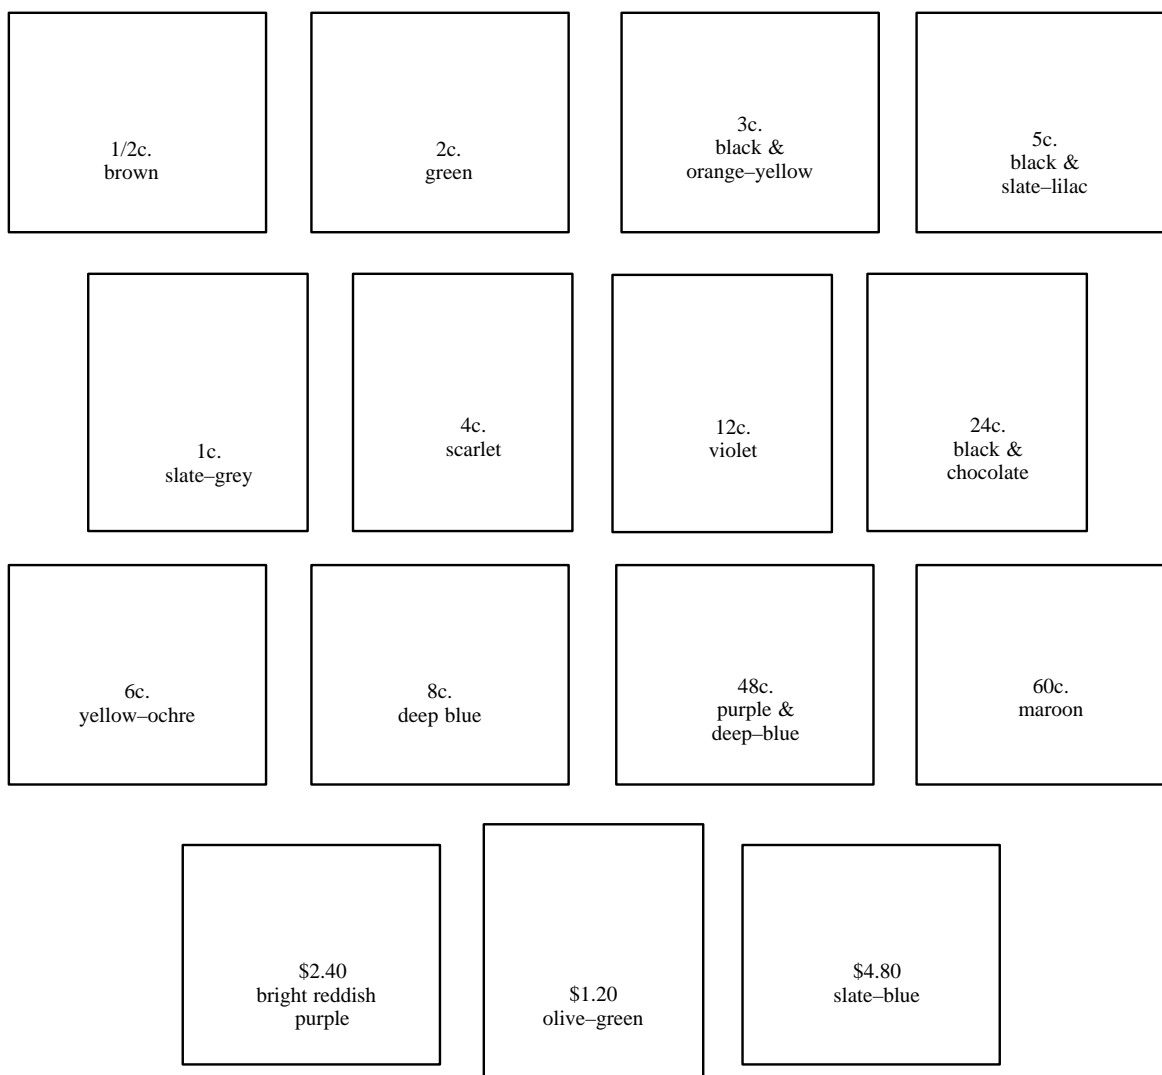 1/2c.
brown
2c.
green
3c.
black &
orange–yellow
5c.
black &
slate–lilac
1c.
slate–grey
4c.
scarlet
12c.
violet
24c.
black &
chocolate
6c.
yellow–ochre
8c.
deep blue
48c.
purple &
deep–blue
60c.
maroon
$2.40
bright reddish
purple
$1.20
olive–green
$4.80
slate–blue